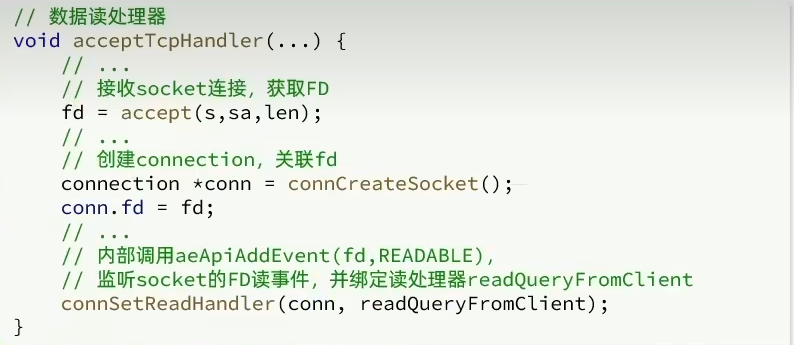 // 数据读处理器
void acceptTcpHandler(...) {
    // ...
    // 接收socket连接，获取FD
    fd = accept(s,sa,len);
    // ...
    // 创建connection，关联fd
    connection *conn = connCreateSocket();
    conn.fd = fd;
    // ...
    // 内部调用aeApiAddEvent(fd,READABLE)，
    // 监听socket的FD读事件，并绑定读处理器readQueryFromClient
    connSetReadHandler(conn, readQueryFromClient);
}